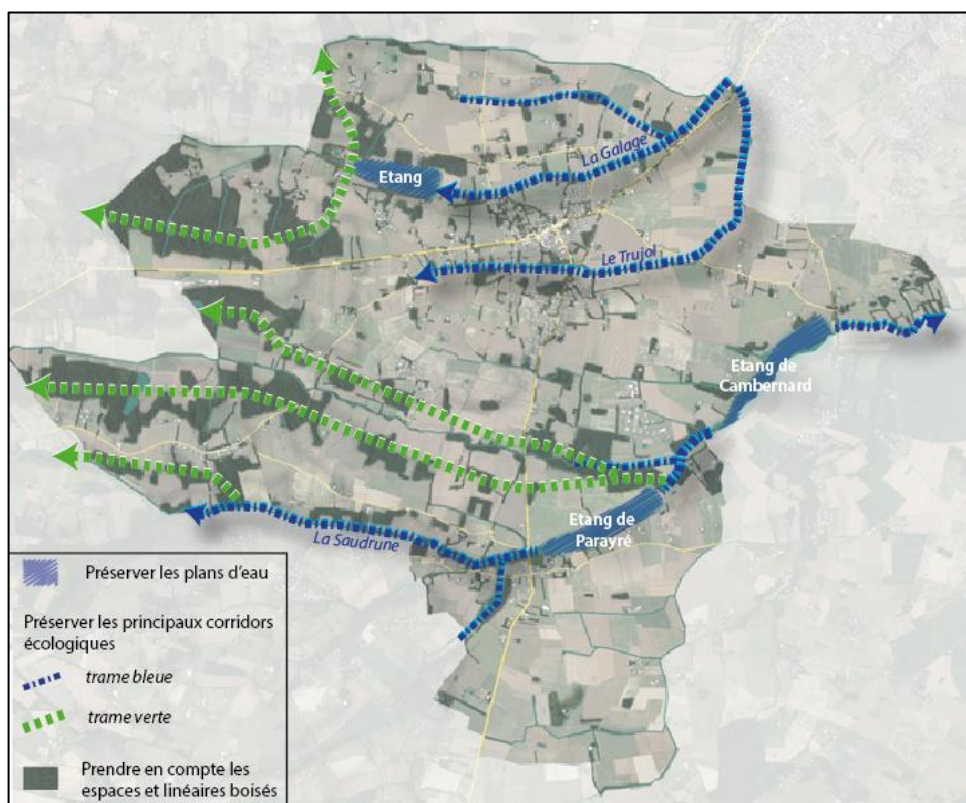 La Galage
Etang
Le Trujol
Etang de
Cambernard
Etang de
Parayré
La Saudrune
Préserver les plans d'eau
Préserver les principaux corridors
écologiques
trame bleue
trame verte
Prendre en compte les
espaces et linéaires boisés